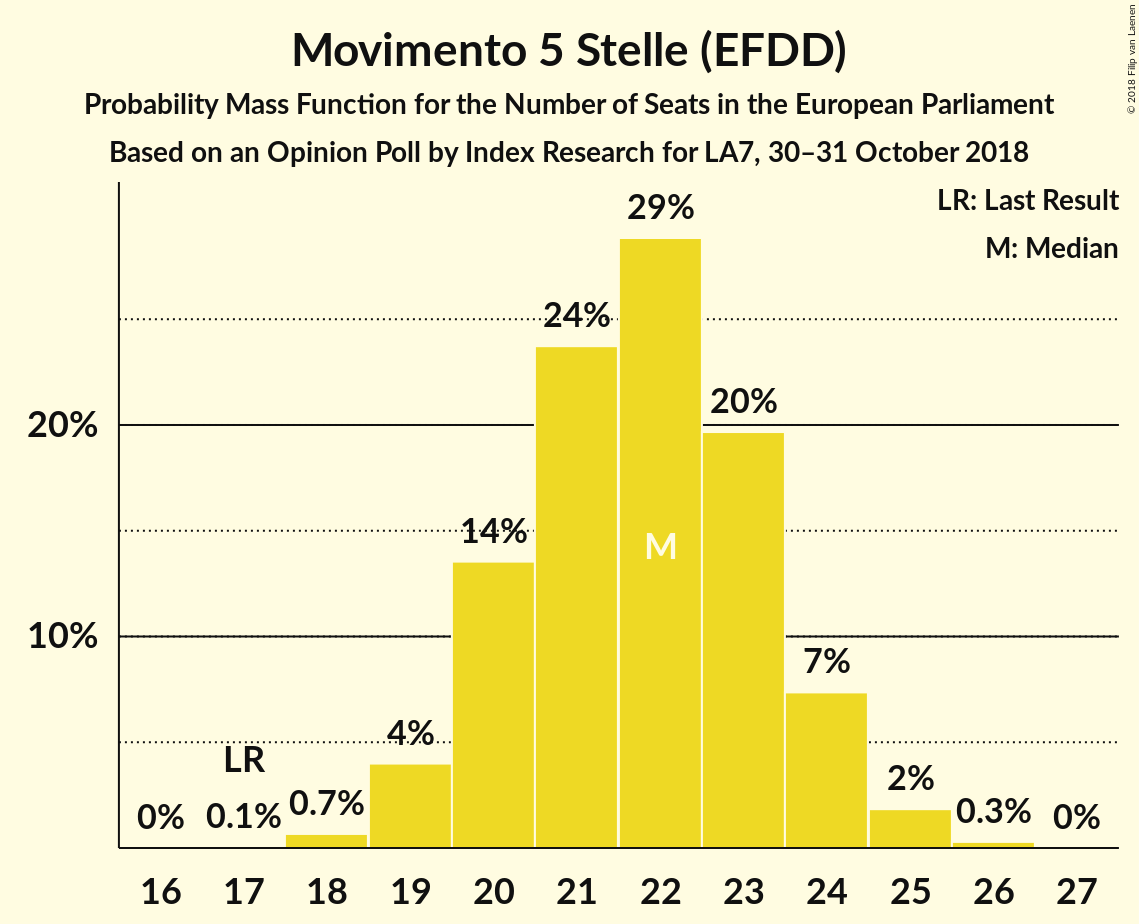 Movimento 5 Stelle (EFDD)
Probability Mass Function for the Number of Seats in the European Parliament
Based on an Opinion Poll by Index Research for LA7, 30–31 October 2018
© 2018 Filip van Laenen
LR: Last Result
M: Median
29%
24%
20%
20%
14%
M
10%
7%
4%
LR
2%
0%
0.1%
0.7%
0.3%
0%
16 17 18 19 20 21 22 23 24 25 26 27